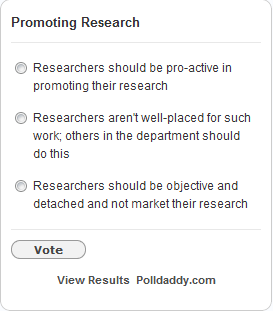 Promoting Research
Researchers should be pro-active in
promoting their research
Researchers aren't well-placed for such
work; others in the department should
do this
Researchers should be objective and
detached and not market their research
Vote
View Results Polldaddy.com